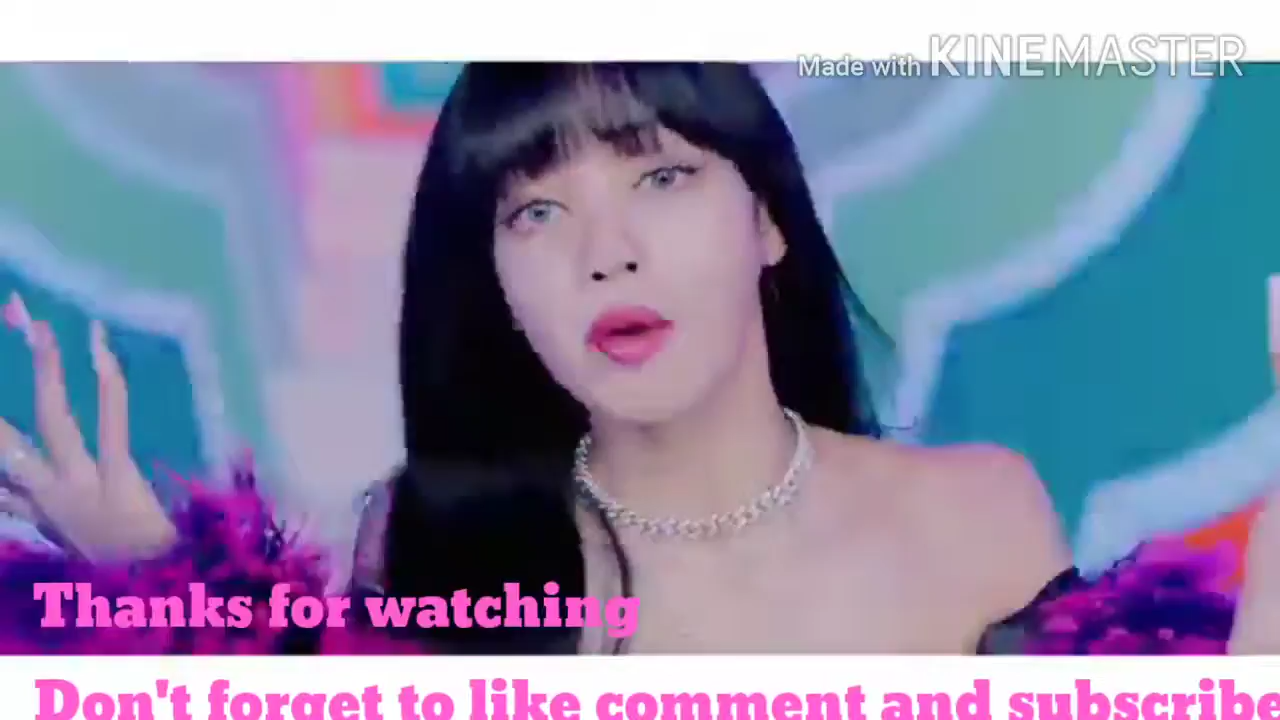 Made with KINEMASTER
Thanks for watching
Don't forget to like comment and subscribe